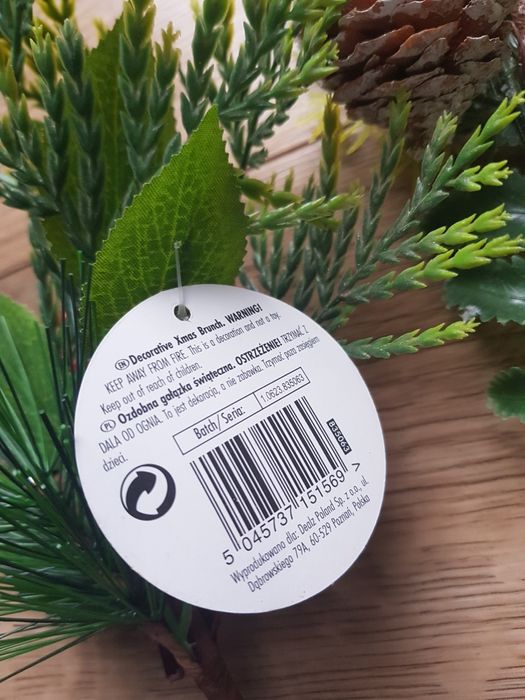 EN Decorative Xmas Brunch. WARNING!
KEEP AWAY FROM FIRE. This is a decoration and not a toy.
Keep out of reach of children.
PL Ozdobna gałązka świąteczna. OSTRZEŻENIE! TRZYMAĆ Z
DALA OD OGNIA. To jest dekoracja, a nie zabawka. Trzymać poza zasięgiem
dzieci.
Batch/Seria: 1.0623 835063
835063
5 045737 151569 >
Wyprodukowano dla: Dealz Poland Sp. z o.o., ul.
Dąbrowskiego 79A, 60-529 Poznań, Polska